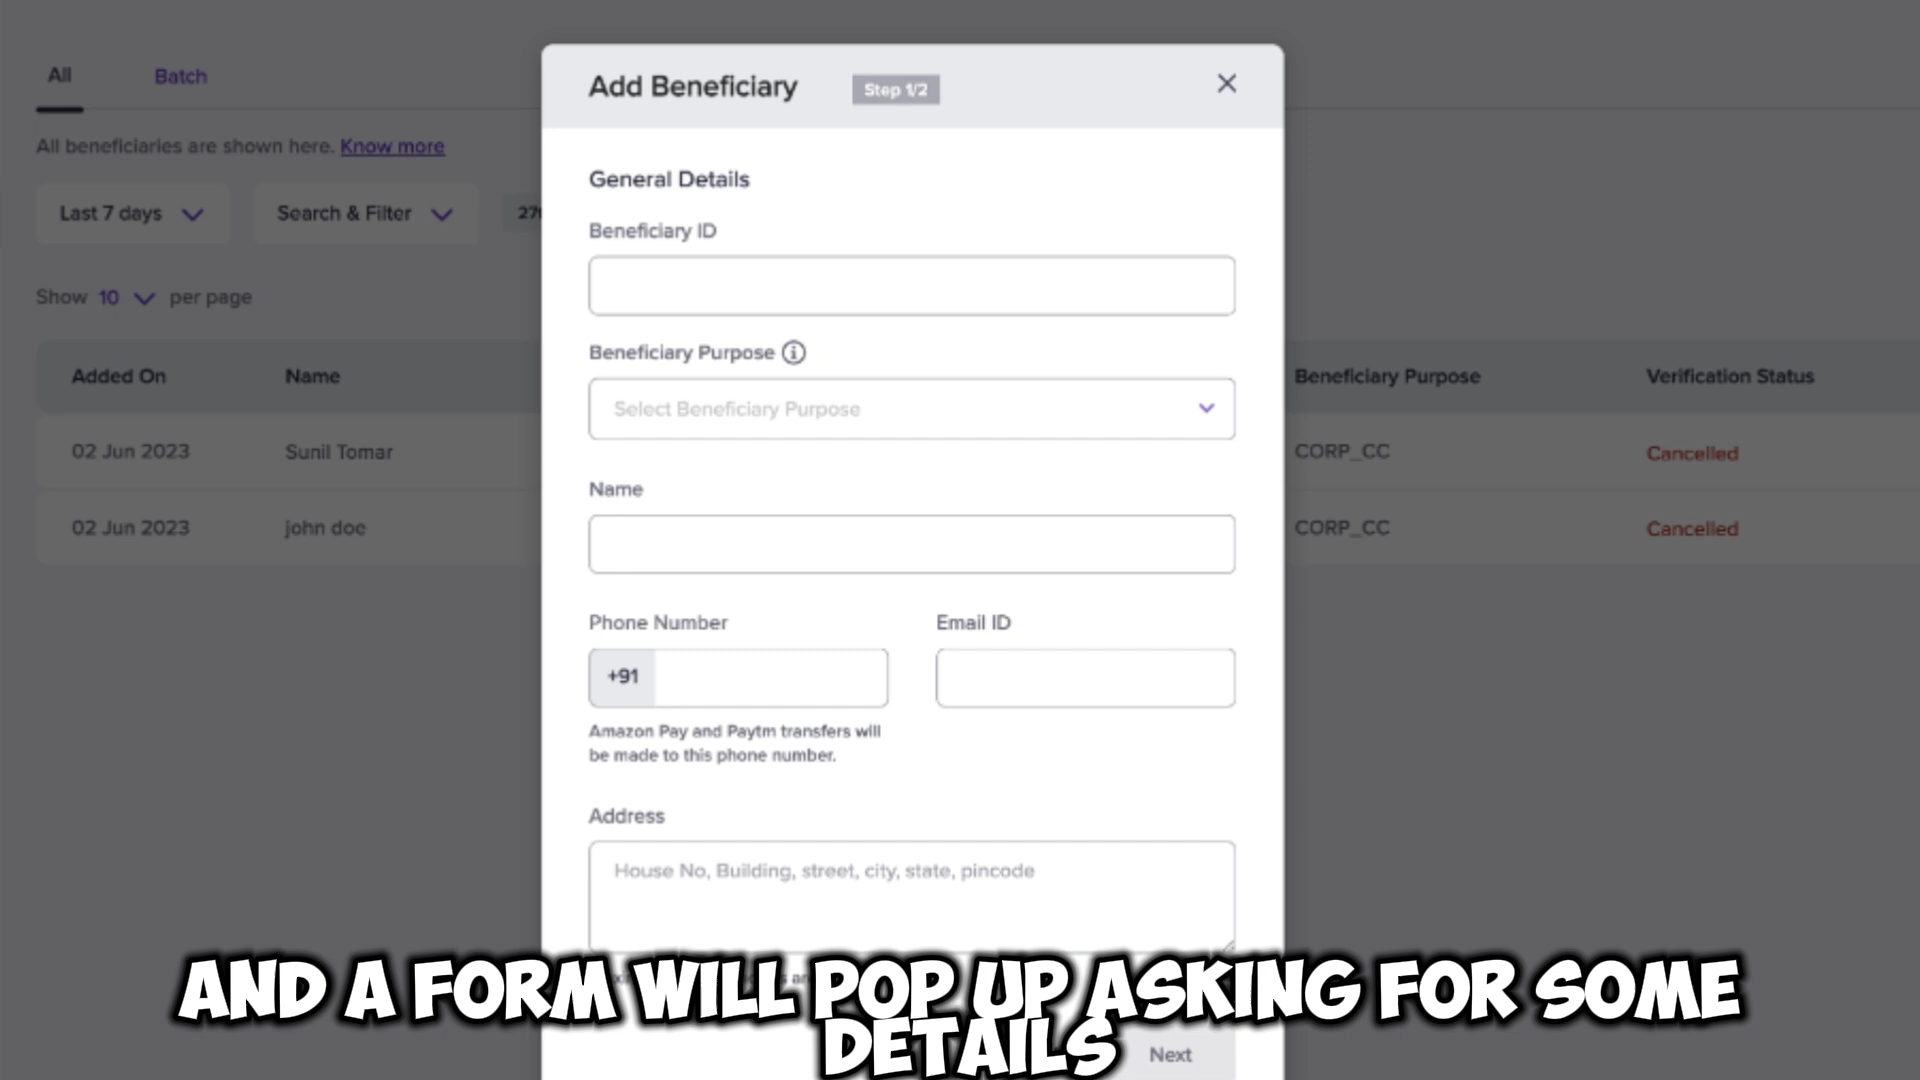 All Batch
Add Beneficiary Step 1/2
All beneficiaries are shown here. Know more
General Details
Last 7 days Search & Filter
Beneficiary ID
Show 10 per page
Beneficiary Purpose
Select Beneficiary Purpose
Added On Name Beneficiary Purpose Verification Status
02 Jun 2023 Sunil Tomar CORP_CC Cancelled
02 Jun 2023 john doe CORP_CC Cancelled
Name
Phone Number Email ID
+91
Amazon Pay and Paytm transfers will
be made to this phone number.
Address
House No, Building, street, city, state, pincode
AND A FORM WILL POP UP ASKING FOR SOME
DETAILS
Next